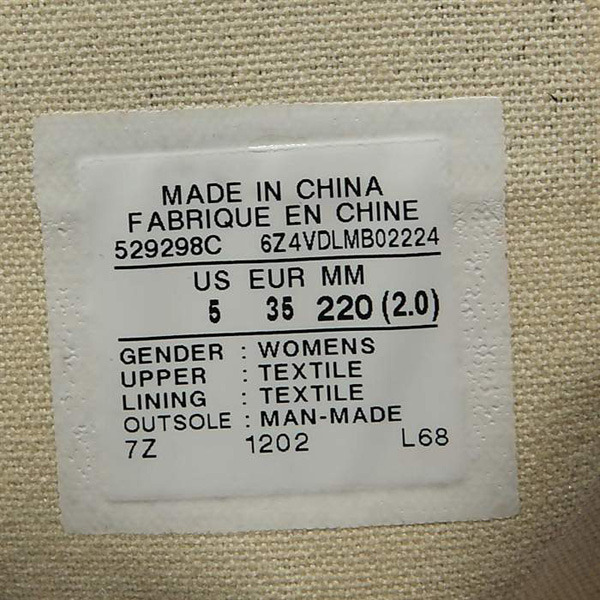 MADE IN CHINA
FABRIQUE EN CHINE
529298C 6Z4VDLMB02224
US EUR MM
5 35 220 (2.0)
GENDER : WOMENS
UPPER : TEXTILE
LINING : TEXTILE
OUTSOLE : MAN-MADE
7Z 1202 L68